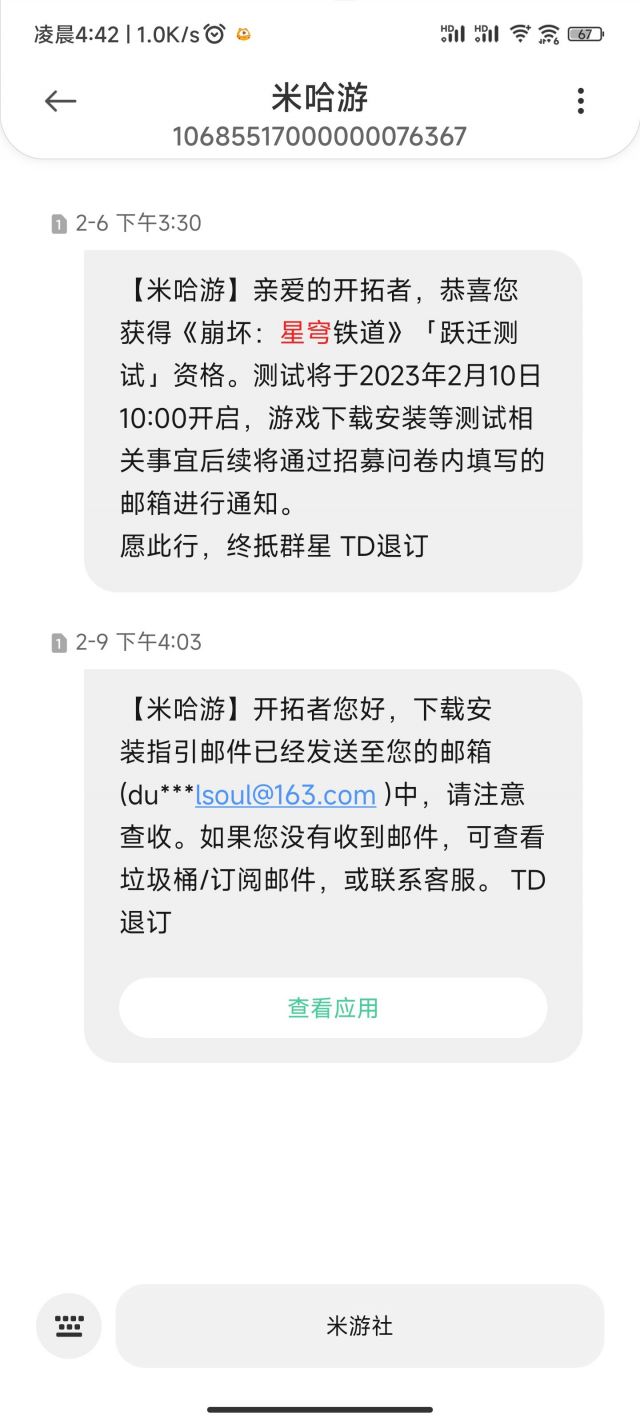 凌晨4:42 | 1.0K/s
HD HD 6 67
米哈游
10685517000000076367
1 2-6 下午3:30
【米哈游】亲爱的开拓者，恭喜您
获得《崩坏：星穹铁道》「跃迁测
试」资格。测试将于2023年2月10日
10:00开启，游戏下载安装等测试相
关事宜后续将通过招募问卷内填写的
邮箱进行通知。
愿此行，终抵群星 TD退订
1 2-9 下午4:03
【米哈游】开拓者您好，下载安
装指引邮件已经发送至您的邮箱
(du***lsoul@163.com )中，请注意
查收。如果您没有收到邮件，可查看
垃圾桶/订阅邮件，或联系客服。 TD
退订
查看应用
米游社